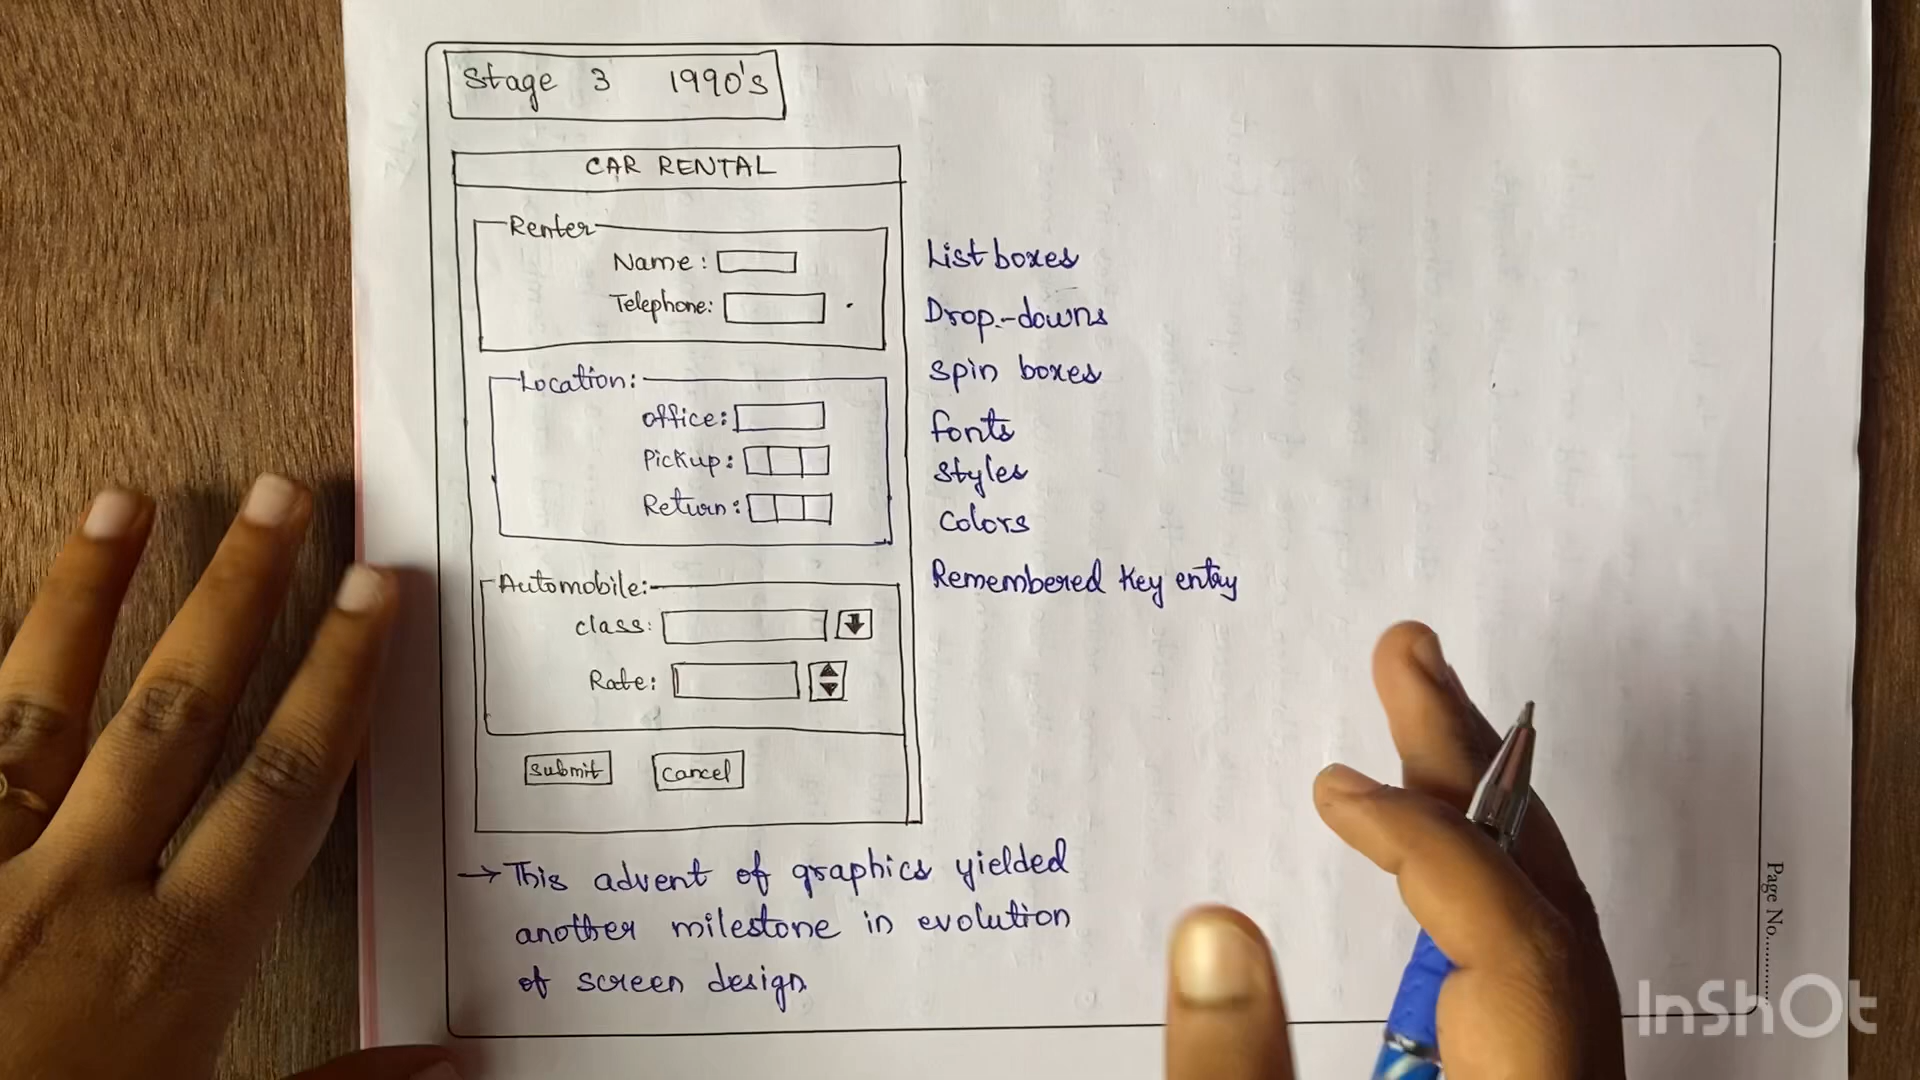 Stage 3 1990's
CAR RENTAL
Renter
Name:
Telephone:
Location:
office:
Pickup:
Return:
Automobile:
class:
Rate:
Submit Cancel
List boxes
Drop-downs
spin boxes
fonts
styles
colors
Remembered Key entry
→ This advent of graphics yielded
another milestone in evolution
of screen design
Page No.............
InShOt